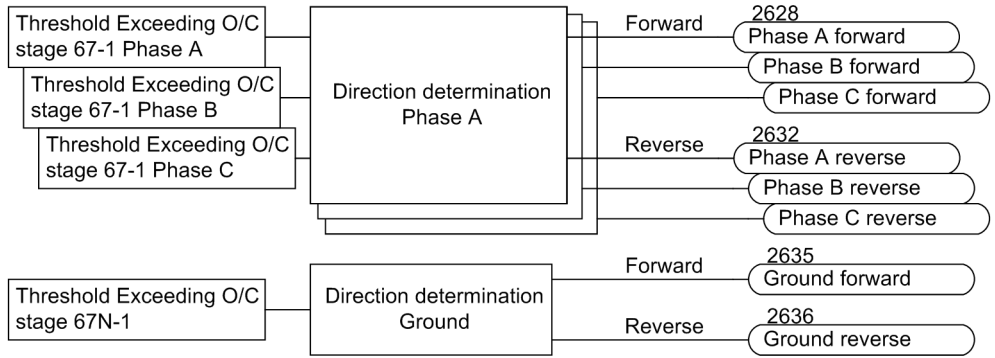 Threshold Exceeding O/C
stage 67-1 Phase A
Threshold Exceeding O/C
stage 67-1 Phase B
Threshold Exceeding O/C
stage 67-1 Phase C
Direction determination
Phase A
Forward
2628
Phase A forward
Phase B forward
Phase C forward
Reverse
2632
Phase A reverse
Phase B reverse
Phase C reverse
Threshold Exceeding O/C
stage 67N-1
Direction determination
Ground
Forward
2635
Ground forward
Reverse
2636
Ground reverse